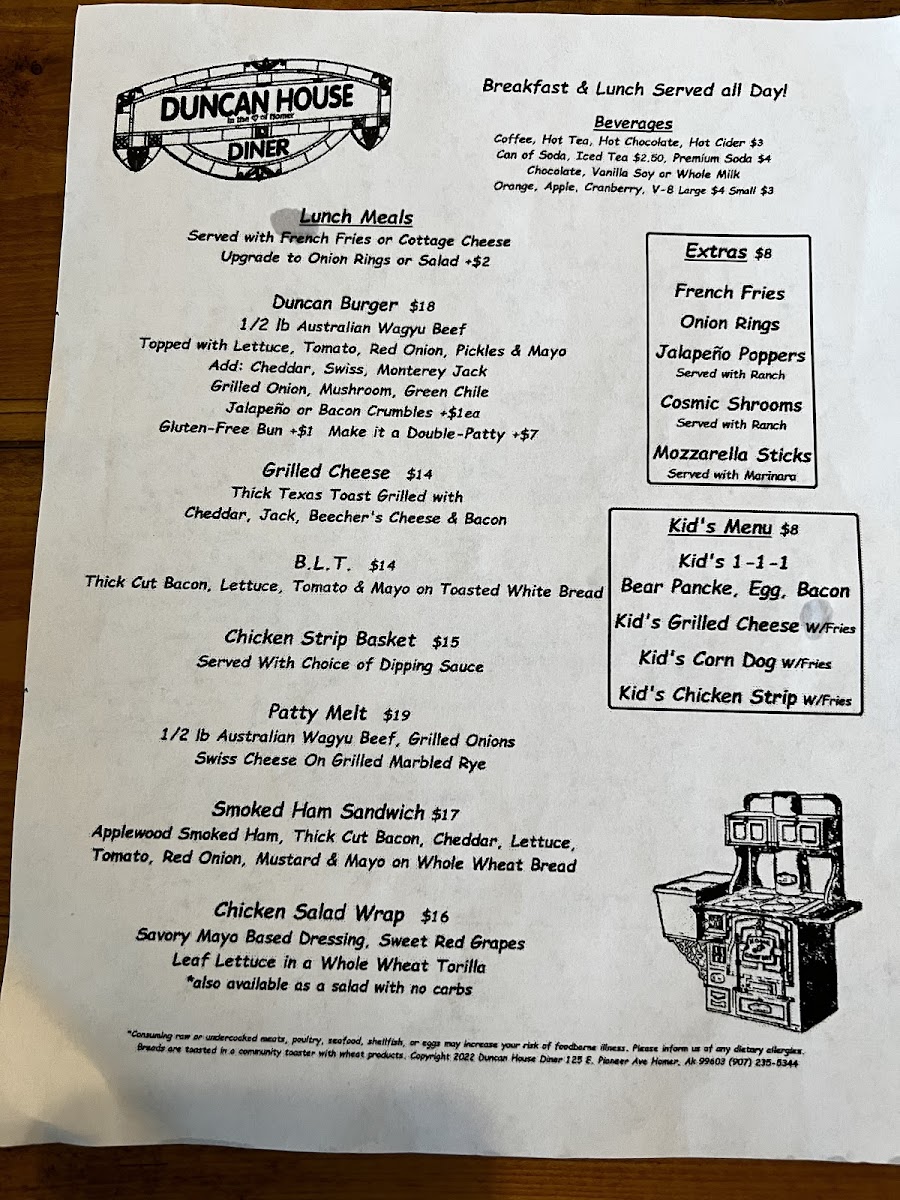 DUNCAN HOUSE
in the ♡ of Homer
DINER
Breakfast & Lunch Served all Day!
Beverages
Coffee, Hot Tea, Hot Chocolate, Hot Cider $3
Can of Soda, Iced Tea $2.50, Premium Soda $4
Chocolate, Vanilla Soy or Whole Milk
Orange, Apple, Cranberry, V-8 Large $4 Small $3
Lunch Meals
Served with French Fries or Cottage Cheese
Upgrade to Onion Rings or Salad +$2
Duncan Burger $18
1/2 lb Australian Wagyu Beef
Topped with Lettuce, Tomato, Red Onion, Pickles & Mayo
Add: Cheddar, Swiss, Monterey Jack
Grilled Onion, Mushroom, Green Chile
Jalapeño or Bacon Crumbles +$1ea
Gluten-Free Bun +$1 Make it a Double-Patty +$7
Grilled Cheese $14
Thick Texas Toast Grilled with
Cheddar, Jack, Beecher's Cheese & Bacon
B.L.T. $14
Thick Cut Bacon, Lettuce, Tomato & Mayo on Toasted White Bread
Chicken Strip Basket $15
Served With Choice of Dipping Sauce
Patty Melt $19
1/2 lb Australian Wagyu Beef, Grilled Onions
Swiss Cheese On Grilled Marbled Rye
Smoked Ham Sandwich $17
Applewood Smoked Ham, Thick Cut Bacon, Cheddar, Lettuce,
Tomato, Red Onion, Mustard & Mayo on Whole Wheat Bread
Chicken Salad Wrap $16
Savory Mayo Based Dressing, Sweet Red Grapes
Leaf Lettuce in a Whole Wheat Torilla
*also available as a salad with no carbs
Extras $8
French Fries
Onion Rings
Jalapeño Poppers
Served with Ranch
Cosmic Shrooms
Served with Ranch
Mozzarella Sticks
Served with Marinara
Kid's Menu $8
Kid's 1-1-1
Bear Pancke, Egg, Bacon
Kid's Grilled Cheese W/Fries
Kid's Corn Dog W/Fries
Kid's Chicken Strip W/Fries
*Consuming raw or undercooked meats, poultry, seafood, shellfish, or eggs may increase your risk of foodborne illness. Please inform us of any dietary allergies.
Breads are toasted in a community toaster with wheat products. Copyright 2022 Duncan House Diner 125 E. Pioneer Ave Homer, Ak 99603 (907) 235-5344